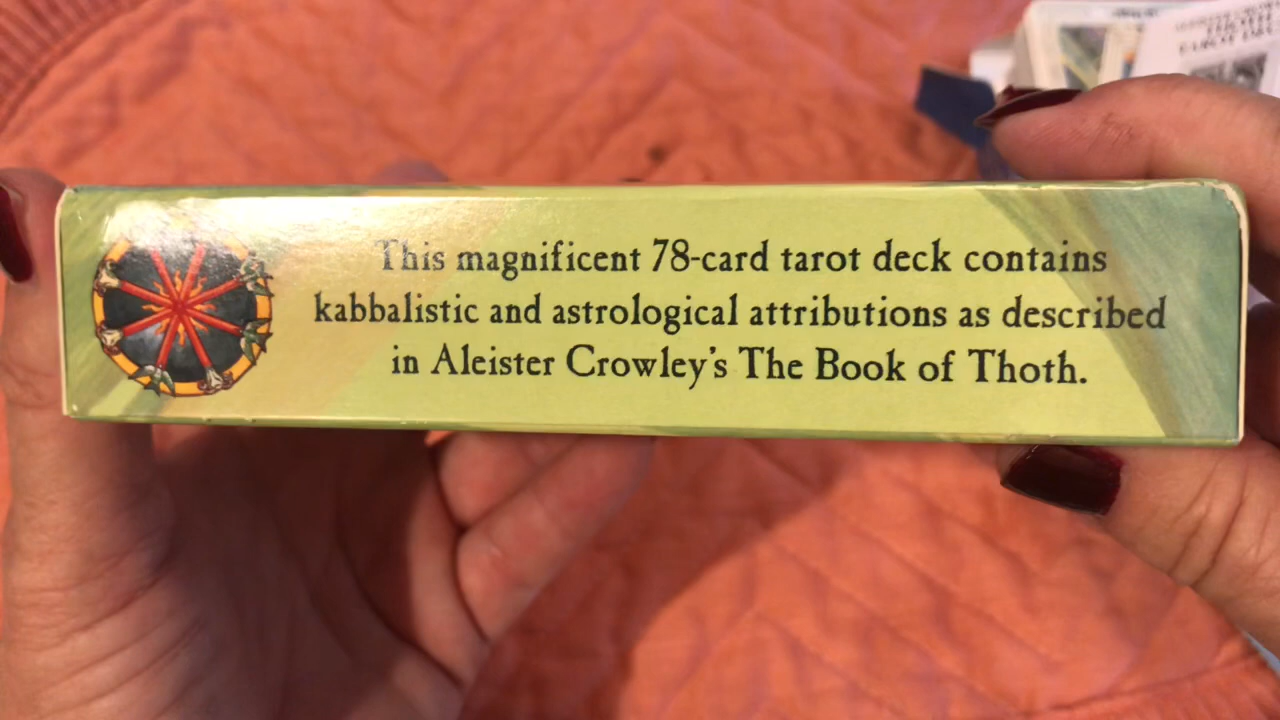 This magnificent 78-card tarot deck contains
kabbalistic and astrological attributions as described
in Aleister Crowley's The Book of Thoth.